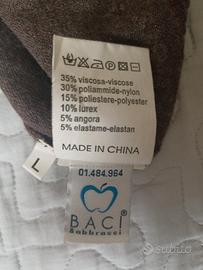 35% viscosa-viscose
30% poliammide-nylon
15% poliestere-polyester
10% lurex
5% angora
5% elastame-elastan
MADE IN CHINA
L
01.484.964
BACI
&abbracci
subito